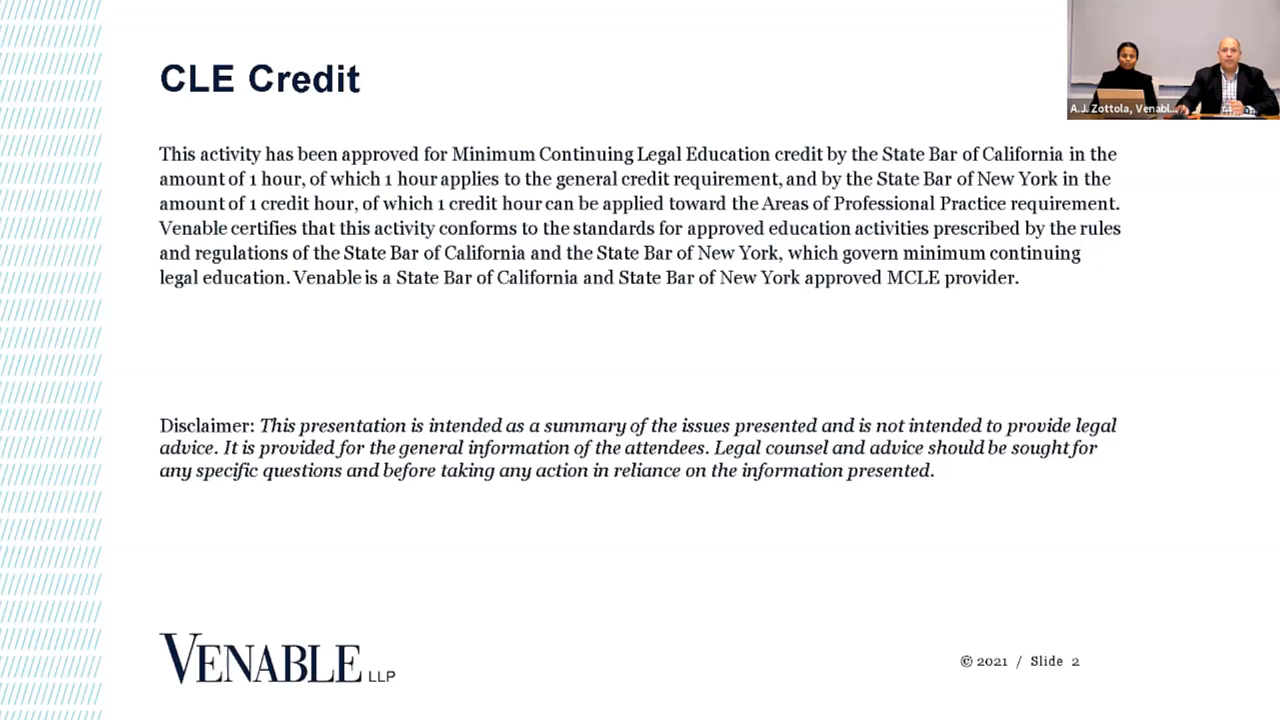 CLE Credit
A.J. Zottola, Venabl...
This activity has been approved for Minimum Continuing Legal Education credit by the State Bar of California in the
amount of 1 hour, of which 1 hour applies to the general credit requirement, and by the State Bar of New York in the
amount of 1 credit hour, of which 1 credit hour can be applied toward the Areas of Professional Practice requirement.
Venable certifies that this activity conforms to the standards for approved education activities prescribed by the rules
and regulations of the State Bar of California and the State Bar of New York, which govern minimum continuing
legal education. Venable is a State Bar of California and State Bar of New York approved MCLE provider.
Disclaimer: This presentation is intended as a summary of the issues presented and is not intended to provide legal
advice. It is provided for the general information of the attendees. Legal counsel and advice should be sought for
any specific questions and before taking any action in reliance on the information presented.
VENABLE LLP
© 2021 / Slide 2